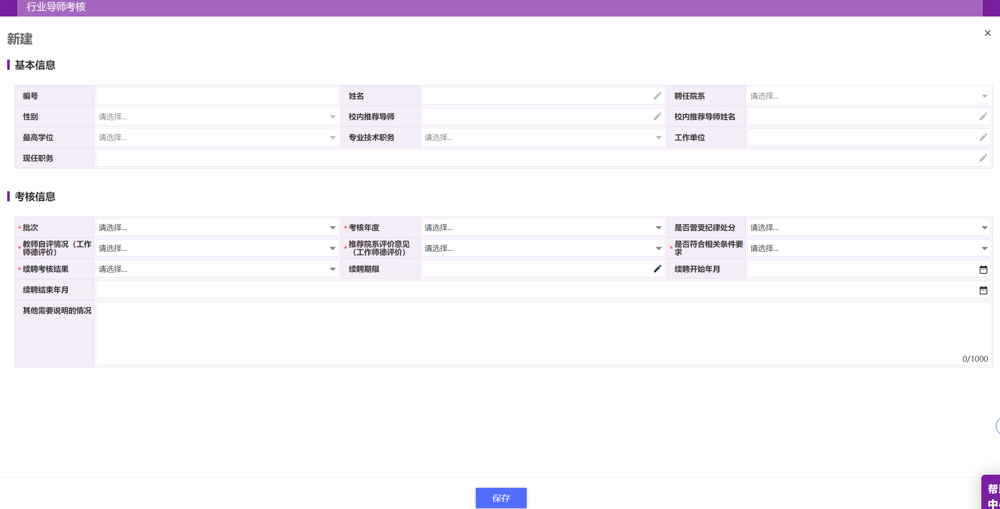 行业导师考核
新建
基本信息
编号
姓名
聘任院系 请选择...
性别 请选择...
校内推荐导师
校内推荐导师姓名
最高学位 请选择...
专业技术职务 请选择...
工作单位
现任职务
考核信息
*批次 请选择...
*考核年度 请选择...
是否曾受纪律处分 请选择...
*教师自评情况（工作
师德评价） 请选择...
*推荐院系评价意见
（工作师德评价） 请选择...
*是否符合相关条件要
求 请选择...
*续聘考核结果 请选择...
续聘期限
续聘开始年月
续聘结束年月
其他需要说明的情况
0/1000
保存
帮
中